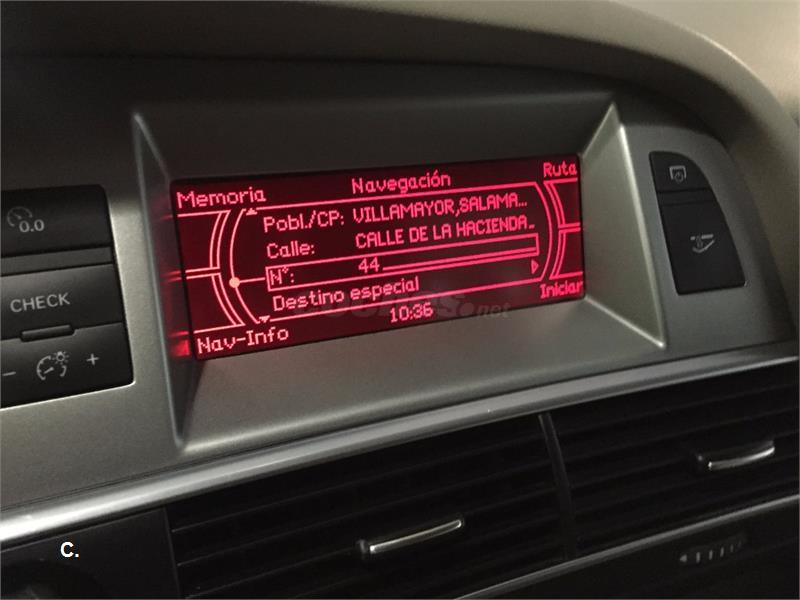 Memoria
Navegación
Ruta
Pobl./CP: VILLAMAYOR,SALAMA...
Calle: CALLE DE LA HACIENDA..
N°: 44
Destino especial
Nav-Info
10:36
Iniciar
0.0
CHECK
- +
C.